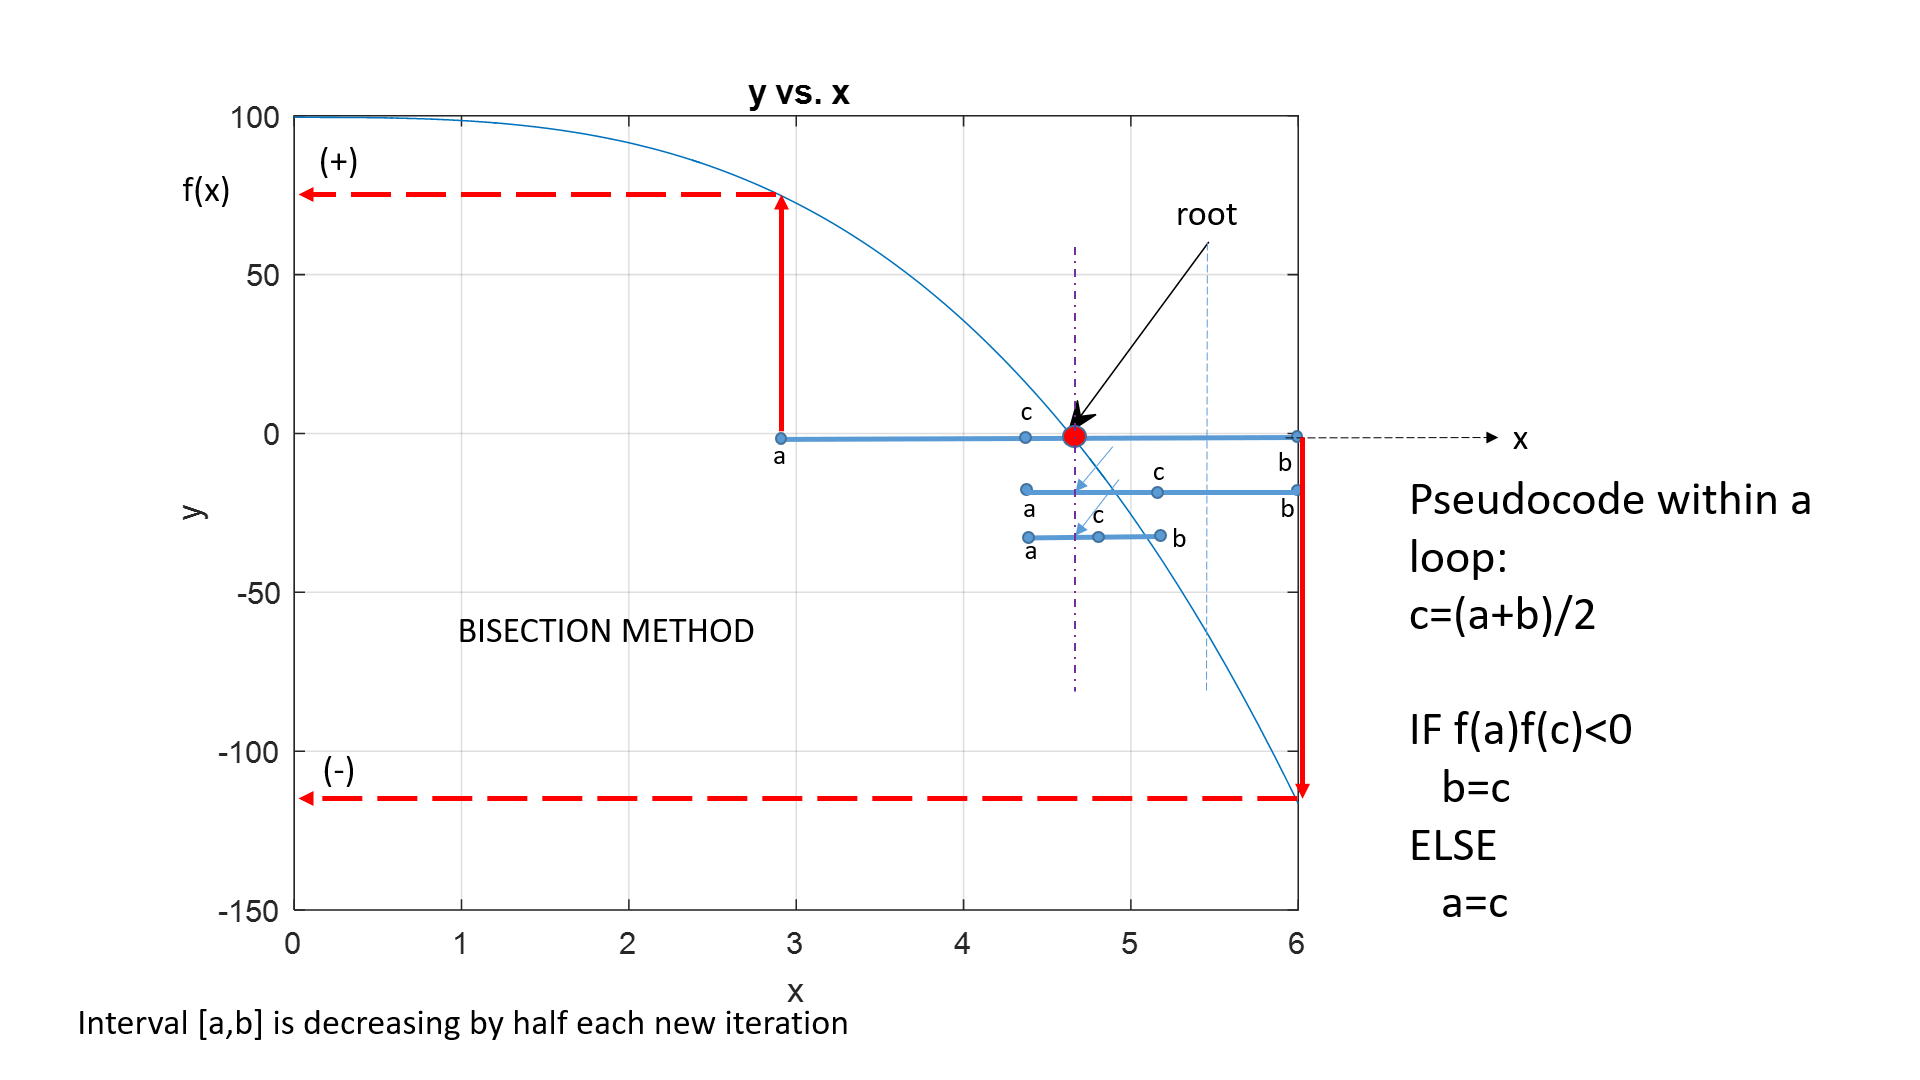 y vs. x
100
(+)
f(x)
root
50
c
0
x
a
b
c
Pseudocode within a
loop:
a
b
y
c
b
a
c=(a+b)/2
-50
BISECTION METHOD
IF f(a)f(c)<0
-100
(-)
b=c
ELSE
a=c
-150
0 1 2 3 4 5 6
x
Interval [a,b] is decreasing by half each new iteration